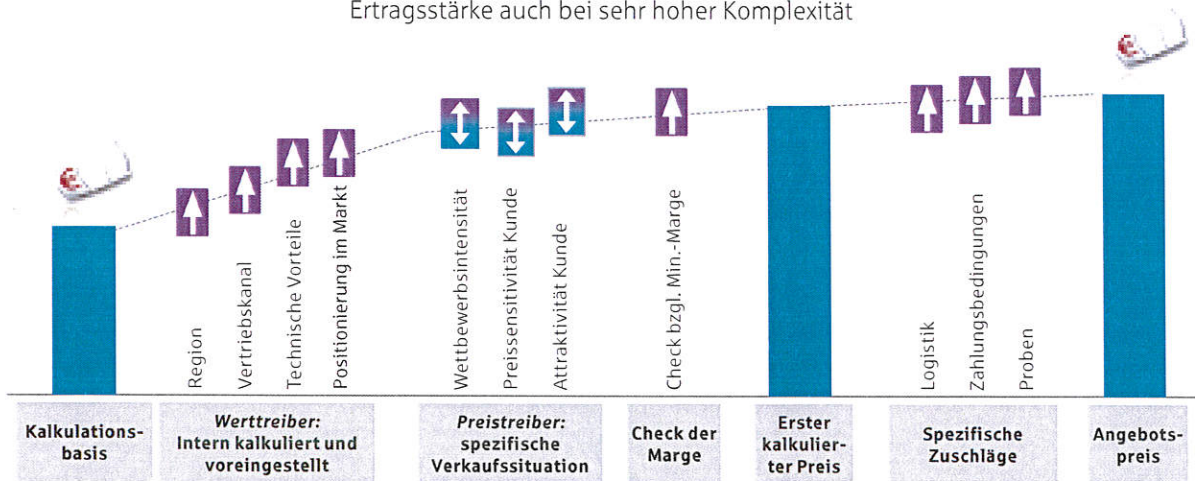 Ertragsstärke auch bei sehr hoher Komplexität
Region
Vertriebskanal
Technische Vorteile
Positionierung im Markt
Wettbewerbsintensität
Preissensitivität Kunde
Attraktivität Kunde
Check bzgl. Min.-Marge
Logistik
Zahlungsbedingungen
Proben
Kalkulations-
basis
Werttreiber:
Intern kalkuliert und
voreingestellt
Preistreiber:
spezifische
Verkaufssituation
Check der
Marge
Erster
kalkulier-
ter Preis
Spezifische
Zuschläge
Angebots-
preis